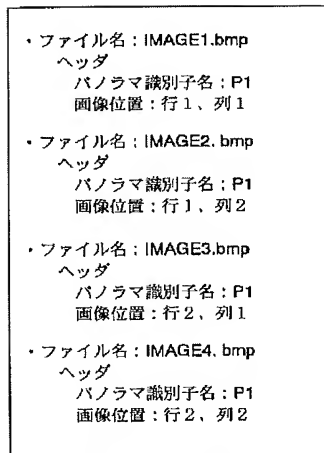 ・ファイル名：IMAGE1.bmp
ヘッダ
パノラマ識別子名：P1
画像位置：行１、列１
・ファイル名：IMAGE2. bmp
ヘッダ
パノラマ識別子名：P1
画像位置：行１、列２
・ファイル名：IMAGE3.bmp
ヘッダ
パノラマ識別子名：P1
画像位置：行２、列１
・ファイル名：IMAGE4. bmp
ヘッダ
パノラマ識別子名：P1
画像位置：行２、列２